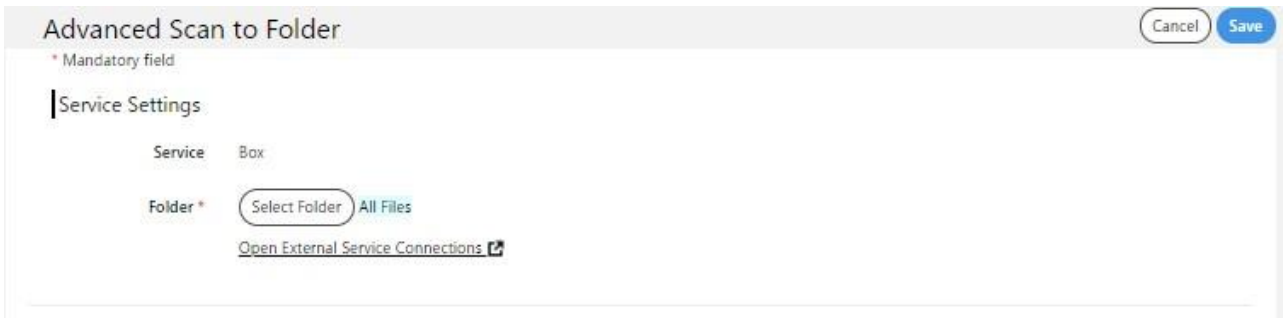 Advanced Scan to Folder
Cancel Save
* Mandatory field
Service Settings
Service Box
Folder * Select Folder All Files
Open External Service Connections